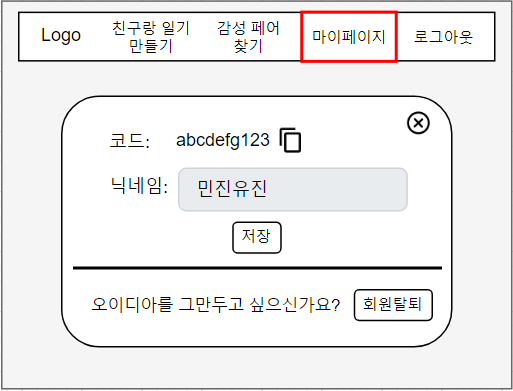 Logo
친구랑 일기
만들기
감성 페어
찾기
마이페이지
로그아웃
코드: abcdefg123
닉네임: 민진유진
저장
오이디아를 그만두고 싶으신가요? 회원탈퇴